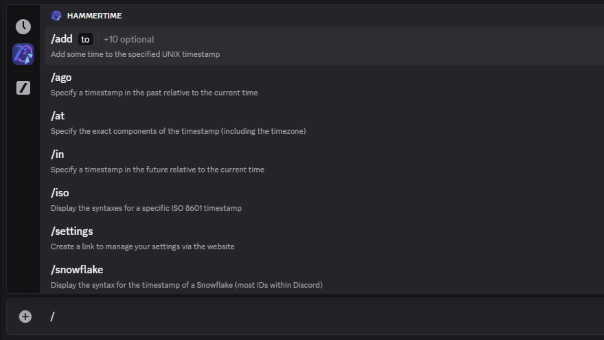 HAMMERTIME
/add to +10 optional
Add some time to the specified UNIX timestamp
/ago
Specify a timestamp in the past relative to the current time
/at
Specify the exact components of the timestamp (including the timezone)
/in
Specify a timestamp in the future relative to the current time
/iso
Display the syntaxes for a specific ISO 8601 timestamp
/settings
Create a link to manage your settings via the website
/snowflake
Display the syntax for the timestamp of a Snowflake (most IDs within Discord)
/